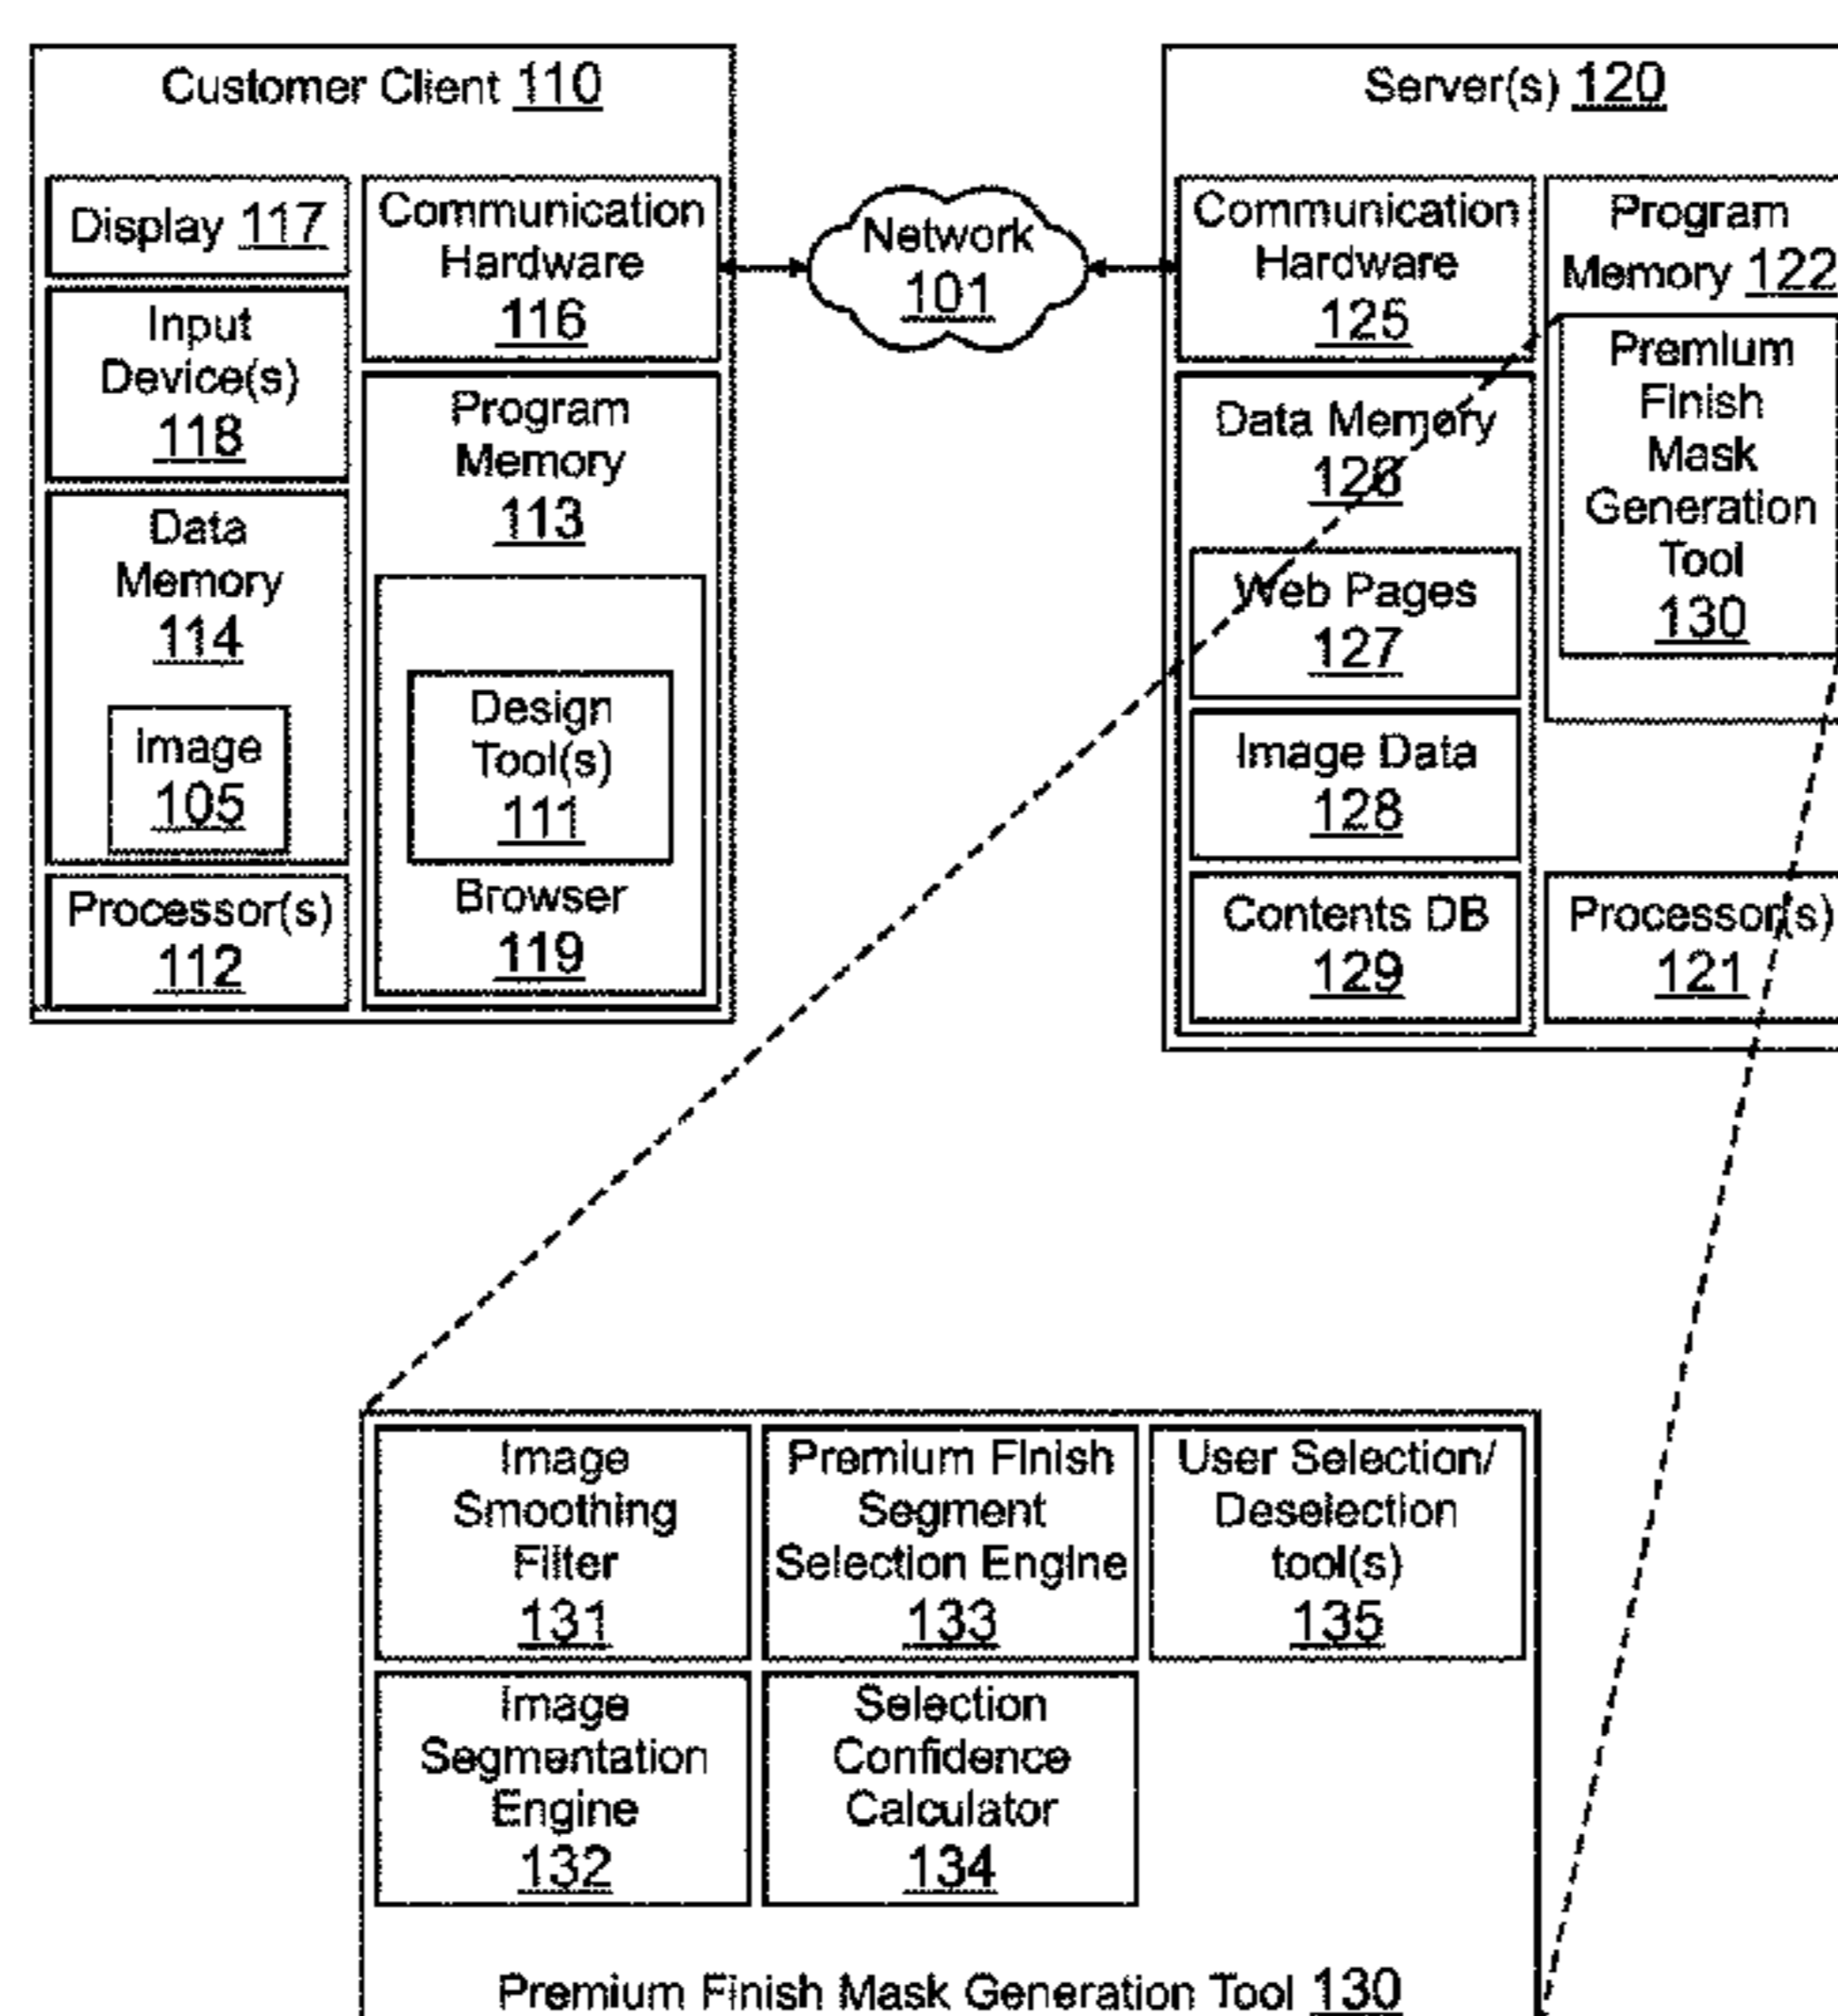 Customer Client 110
Display 117
Input
Device(s)
118
Data
Memory
114
Image
105
Processor(s)
112
Communication
Hardware
116
Program
Memory
113
Design
Tool(s)
111
Browser
119
Network
101
Server(s) 120
Communication
Hardware
125
Data Memory
126
Web Pages
127
Image Data
128
Contents DB
129
Program
Memory 122
Premium
Finish
Mask
Generation
Tool
130
Processor(s)
121
Image
Smoothing
Filter
131
Premium Finish
Segment
Selection Engine
133
User Selection/
Deselection
tool(s)
135
Image
Segmentation
Engine
132
Selection
Confidence
Calculator
134
Premium Finish Mask Generation Tool 130